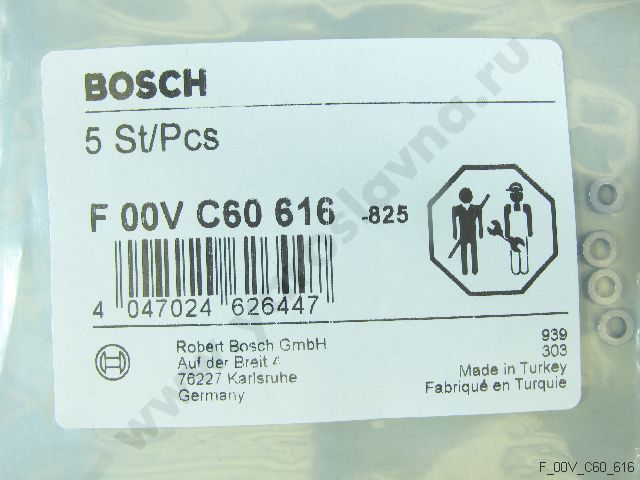 BOSCH
5 St/Pcs
F 00V C60 616 -825
4 047024 626447
Robert Bosch GmbH
Auf der Breit 4
76227 Karlsruhe
Germany
939
303
Made in Turkey
Fabriqué en Turquie
F_00V_C60_616